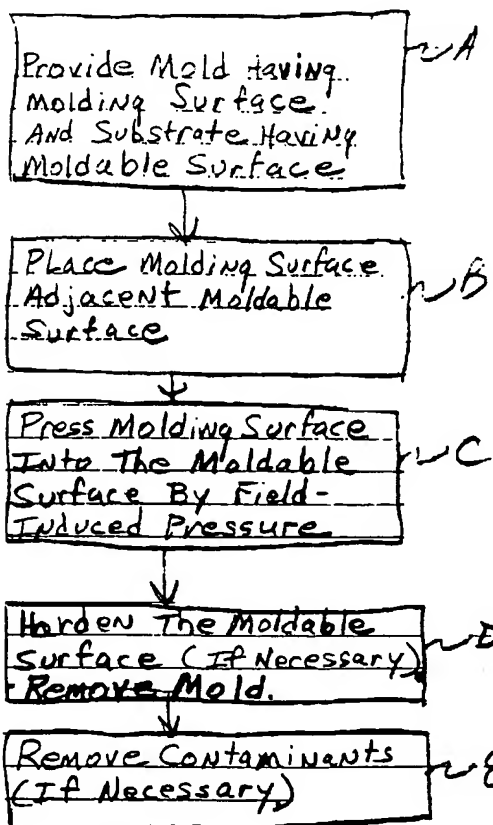 Provide Mold Having
Molding Surface
And Substrate Having
Moldable Surface
A
Place Molding Surface
Adjacent Moldable
Surface
B
Press Molding Surface
Into The Moldable
Surface By Field-
Induced Pressure
C
Harden The Moldable
Surface (If Necessary),
Remove Mold.
Remove Contaminants
(If Necessary)